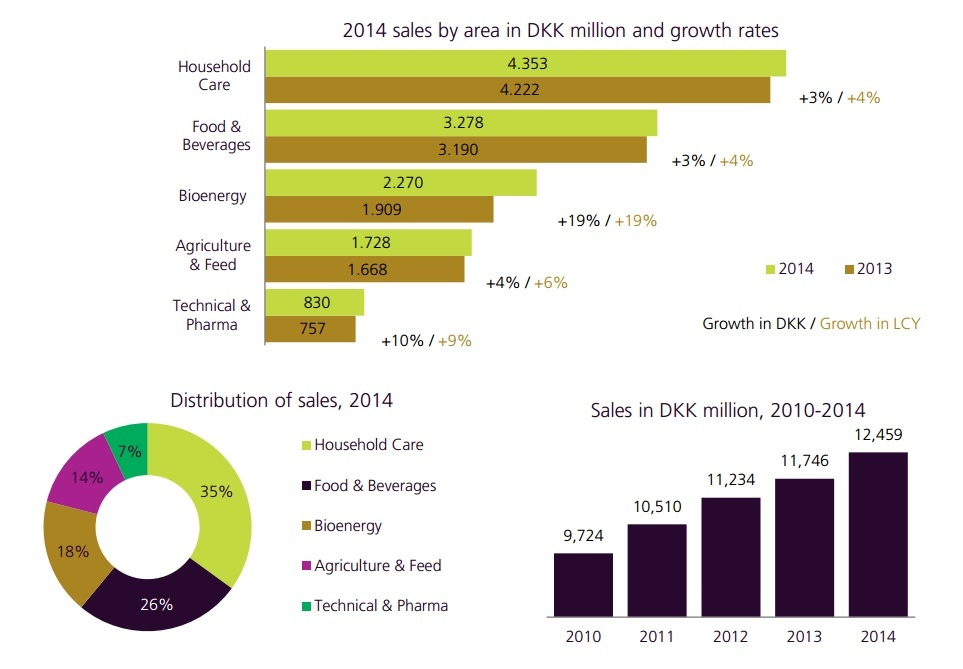 2014 sales by area in DKK million and growth rates
Household
Care
4.353
4.222
+3% / +4%
Food &
Beverages
3.278
3.190
+3% / +4%
Bioenergy
2.270
1.909
+19% / +19%
Agriculture
& Feed
1.728
1.668
+4% / +6%
2014 2013
Technical &
Pharma
830
757
+10% / +9%
Growth in DKK / Growth in LCY
Distribution of sales, 2014
7%
14%
35%
18%
26%
Household Care
Food & Beverages
Bioenergy
Agriculture & Feed
Technical & Pharma
Sales in DKK million, 2010-2014
9,724
10,510
11,234
11,746
12,459
2010 2011 2012 2013 2014